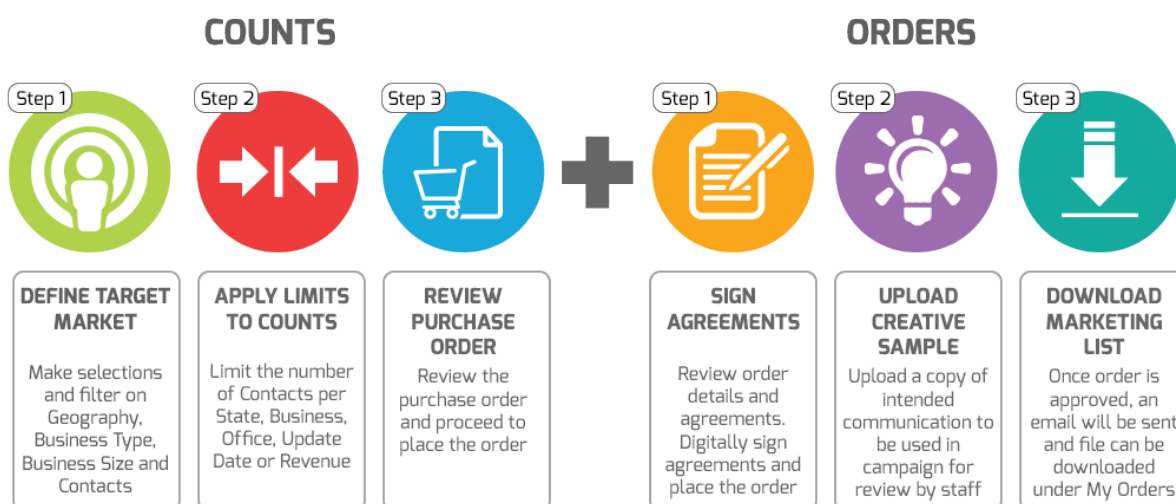 COUNTS
Step 1
Step 2
Step 3
DEFINE TARGET
MARKET
Make selections
and filter on
Geography,
Business Type,
Business Size and
Contacts
APPLY LIMITS
TO COUNTS
Limit the number
of Contacts per
State, Business,
Office, Update
Date or Revenue
REVIEW
PURCHASE
ORDER
Review the
purchase order
and proceed to
place the order
ORDERS
Step 1
Step 2
Step 3
SIGN
AGREEMENTS
Review order
details and
agreements.
Digitally sign
agreements and
place the order
UPLOAD
CREATIVE
SAMPLE
Upload a copy of
intended
communication to
be used in
campaign for
review by staff
DOWNLOAD
MARKETING
LIST
Once order is
approved, an
email will be sent
and file can be
downloaded
under My Orders